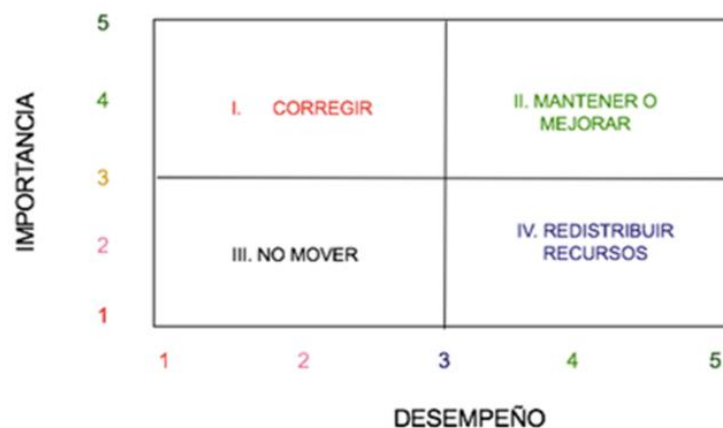 5
IMPORTANCIA
4
I. CORREGIR
II. MANTENER O
MEJORAR
3
2
III. NO MOVER
IV. REDISTRIBUIR
RECURSOS
1
1 2 3 4 5
DESEMPEÑO